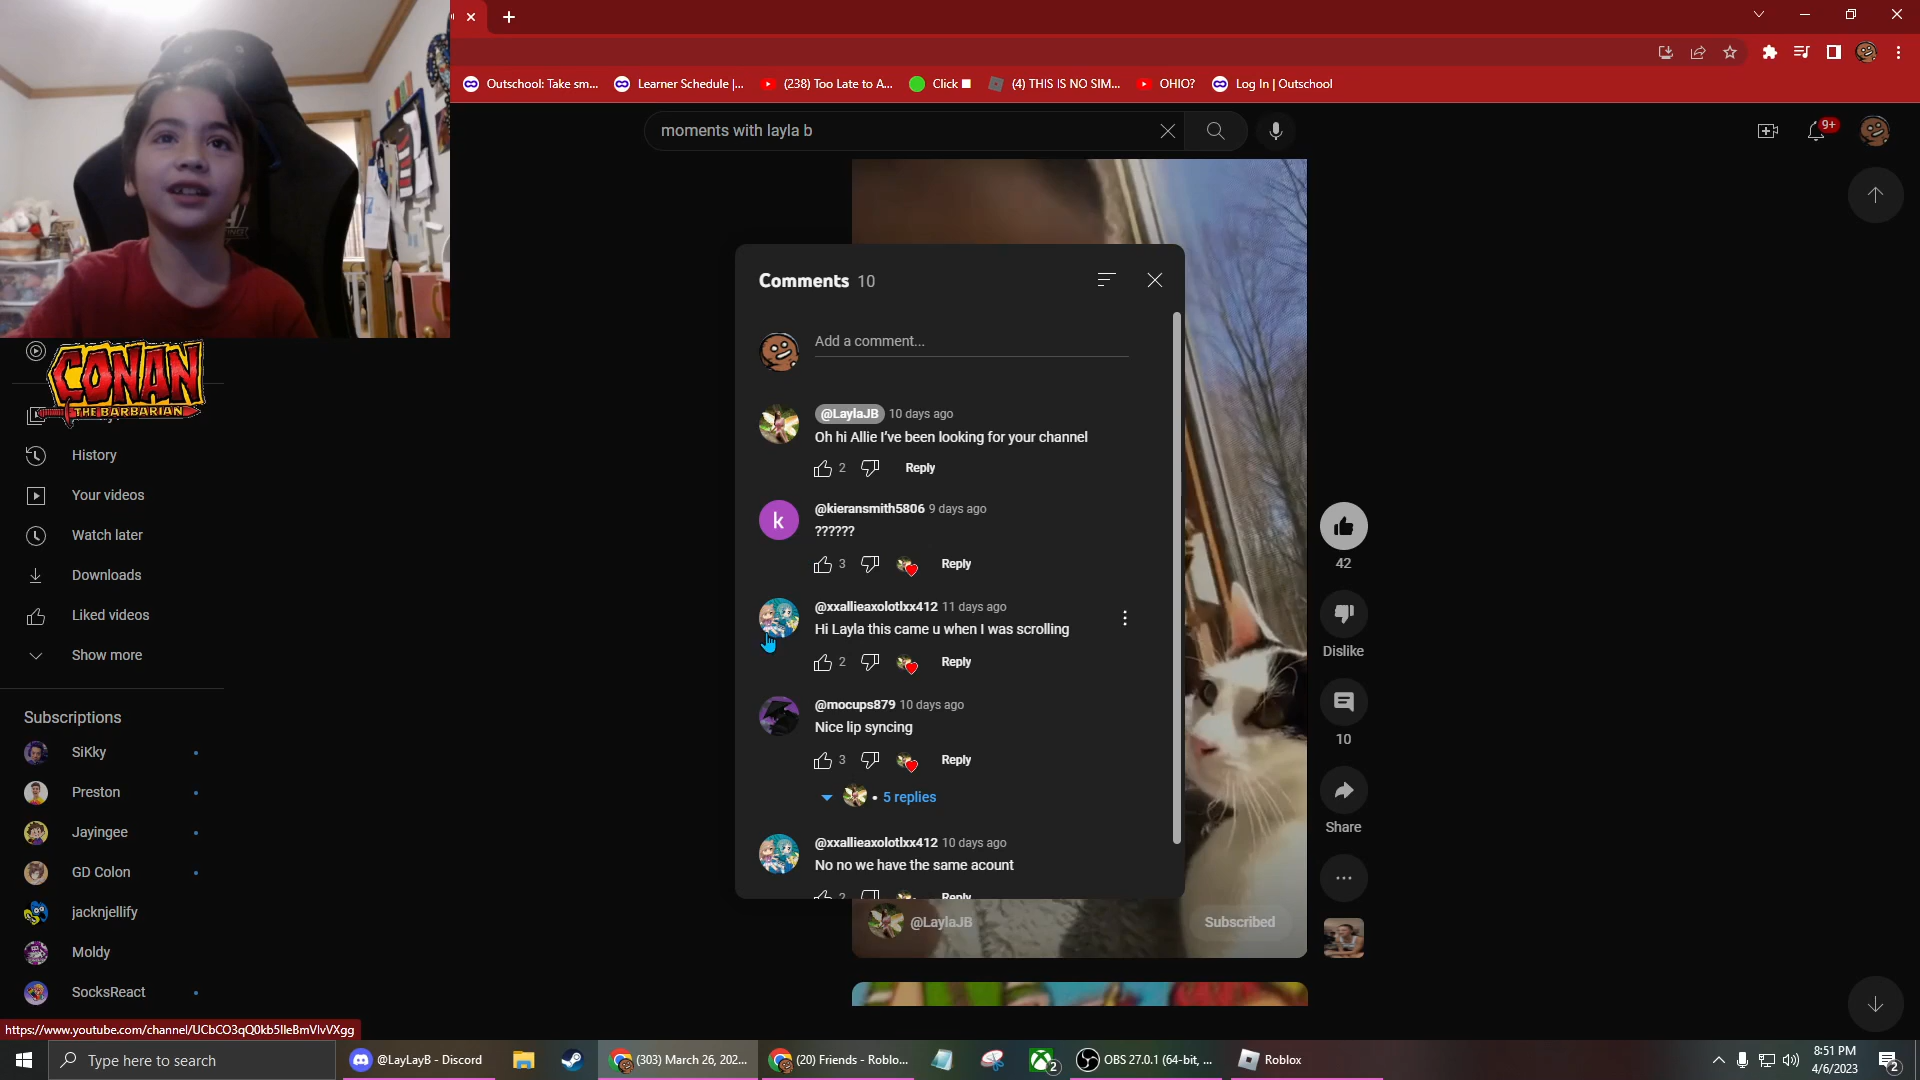 Outschool: Take sm...
Learner Schedule |...
(238) Too Late to A...
Click
(4) THIS IS NO SIM...
OHIO?
Log In | Outschool
moments with layla b
9+
CONAN
THE BARBARIAN
History
Your videos
Watch later
Downloads
Liked videos
Show more
Subscriptions
SiKky
Preston
Jayingee
GD Colon
jacknjellify
Moldy
SocksReact
Comments 10
Add a comment...
@LaylaJB 10 days ago
Oh hi Allie I've been looking for your channel
2 Reply
@kieransmith5806 9 days ago
k
??????
3 Reply
@xxallieaxolotlxx412 11 days ago
Hi Layla this came u when I was scrolling
2 Reply
@mocups879 10 days ago
Nice lip syncing
3 Reply
• 5 replies
@xxallieaxolotlxx412 10 days ago
No no we have the same acount
2 Reply
@LaylaJB
Subscribed
42
Dislike
10
Share
https://www.youtube.com/channel/UCbCO3qQ0kb5lleBmVlvVXgg
Type here to search
@LayLayB - Discord
(303) March 26, 202...
(20) Friends - Roblo...
2
OBS 27.0.1 (64-bit, ...
Roblox
8:51 PM
4/6/2023
2